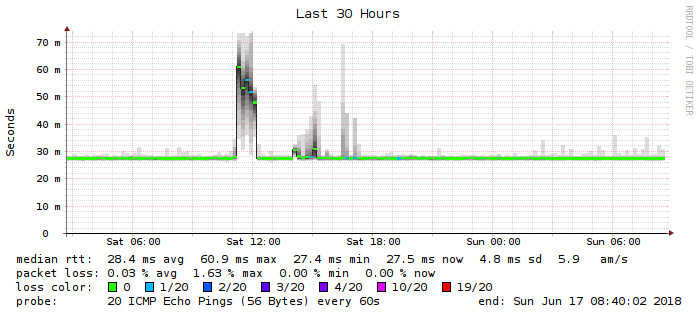 Last 30 Hours
RRDTOOL / TOBI OETIKER
Seconds
70 m
60 m
50 m
40 m
30 m
20 m
10 m
0
Sat 06:00 Sat 12:00 Sat 18:00 Sun 00:00 Sun 06:00
median rtt: 28.4 ms avg 60.9 ms max 27.4 ms min 27.5 ms now 4.8 ms sd 5.9 am/s
packet loss: 0.03 % avg 1.63 % max 0.00 % min 0.00 % now
loss color: 0 1/20 2/20 3/20 4/20 10/20 19/20
probe: 20 ICMP Echo Pings (56 Bytes) every 60s end: Sun Jun 17 08:40:02 2018